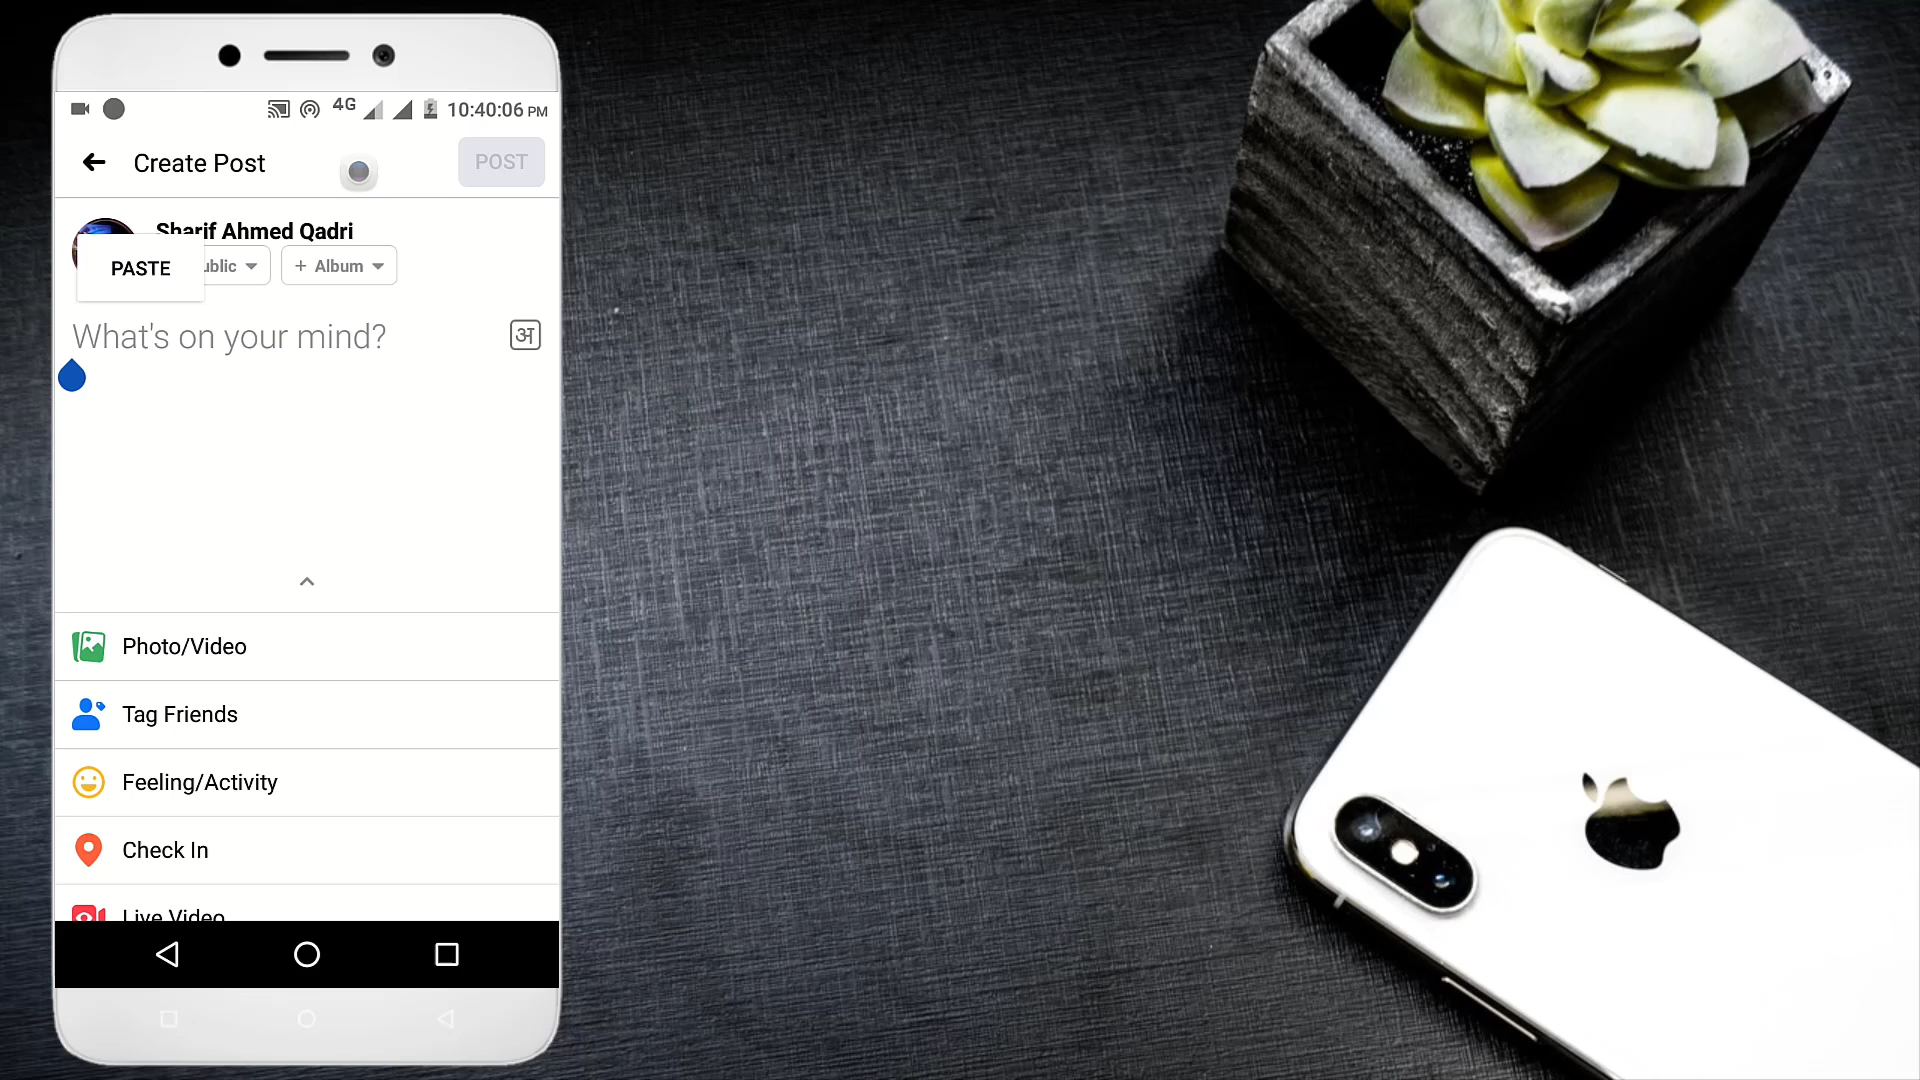 4G 10:40:06 PM
Create Post
POST
Sharif Ahmed Qadri
PASTE
ublic
+ Album
What's on your mind?
अ
Photo/Video
Tag Friends
Feeling/Activity
Check In
Live Video